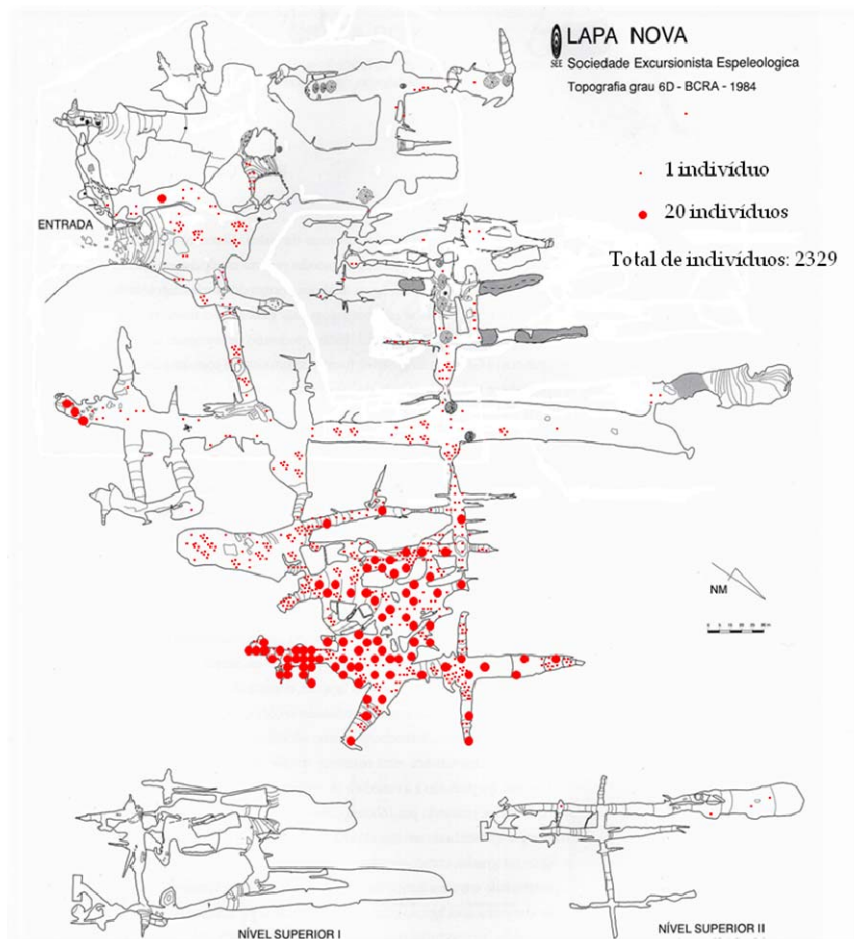 LAPA NOVA
SEE Sociedade Excursionista Espeleologica
Topografia grau 6D - BCRA - 1984
1 indivíduo
20 indivíduos
Total de indivíduos: 2329
ENTRADA
NM
NÍVEL SUPERIOR I
NÍVEL SUPERIOR II